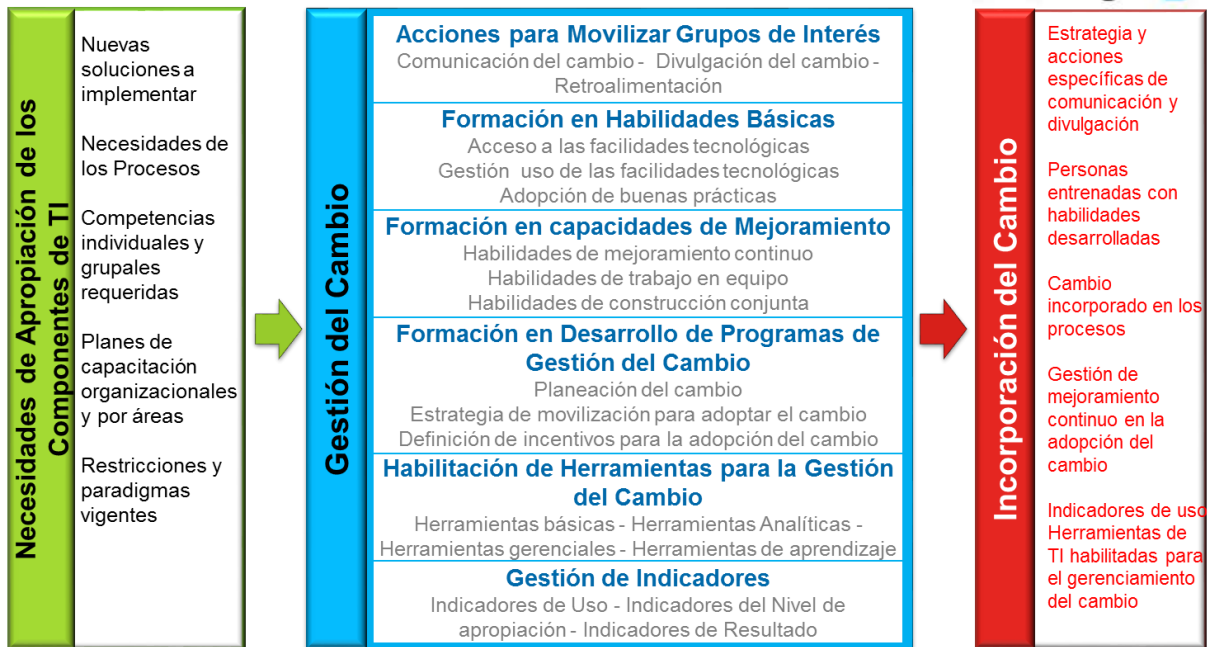 Necesidades de Apropiación de los
Componentes de TI
Nuevas
soluciones a
implementar
Necesidades de
los Procesos
Competencias
individuales y
grupales
requeridas
Planes de
capacitación
organizacionales
y por áreas
Restricciones y
paradigmas
vigentes
Gestión del Cambio
Acciones para Movilizar Grupos de Interés
Comunicación del cambio - Divulgación del cambio -
Retroalimentación
Formación en Habilidades Básicas
Acceso a las facilidades tecnológicas
Gestión uso de las facilidades tecnológicas
Adopción de buenas prácticas
Formación en capacidades de Mejoramiento
Habilidades de mejoramiento continuo
Habilidades de trabajo en equipo
Habilidades de construcción conjunta
Formación en Desarrollo de Programas de
Gestión del Cambio
Planeación del cambio
Estrategia de movilización para adoptar el cambio
Definición de incentivos para la adopción del cambio
Habilitación de Herramientas para la Gestión
del Cambio
Herramientas básicas - Herramientas Analíticas -
Herramientas gerenciales - Herramientas de aprendizaje
Gestión de Indicadores
Indicadores de Uso - Indicadores del Nivel de
apropiación - Indicadores de Resultado
Incorporación del Cambio
Estrategia y
acciones
específicas de
comunicación y
divulgación
Personas
entrenadas con
habilidades
desarrolladas
Cambio
incorporado en los
procesos
Gestión de
mejoramiento
continuo en la
adopción del
cambio
Indicadores de uso
Herramientas de
TI habilitadas para
el gerenciamiento
del cambio